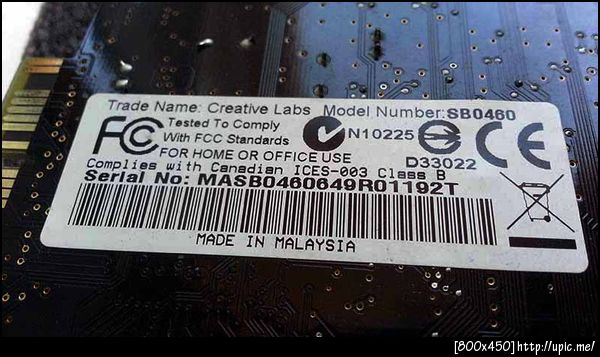 Trade Name: Creative Labs Model Number: SB0460
FC Tested To Comply
With FCC Standards
FOR HOME OR OFFICE USE
N10225
D33022
CE
Complies with Canadian ICES-003 Class B
Serial No: MASB0460649R01192T
MADE IN MALAYSIA
[800x450]http://upic.me/